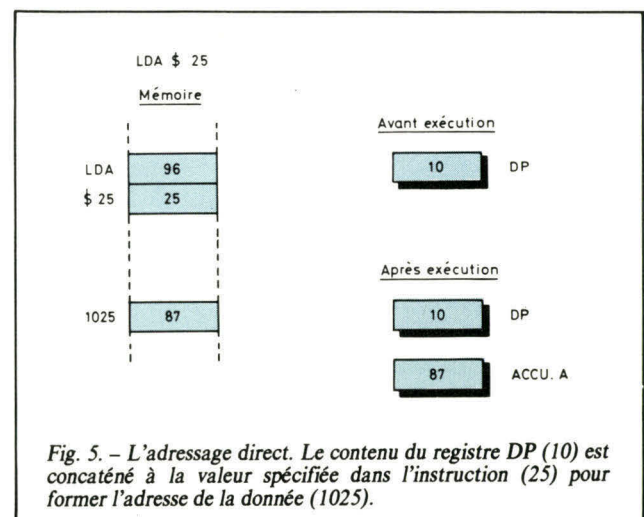 LDA $ 25
Mémoire
LDA 96
$ 25 25
1025 87
Avant exécution
10 DP
Après exécution
10 DP
87 ACCU. A
Fig. 5. – L'adressage direct. Le contenu du registre DP (10) est
concaténé à la valeur spécifiée dans l'instruction (25) pour
former l'adresse de la donnée (1025).